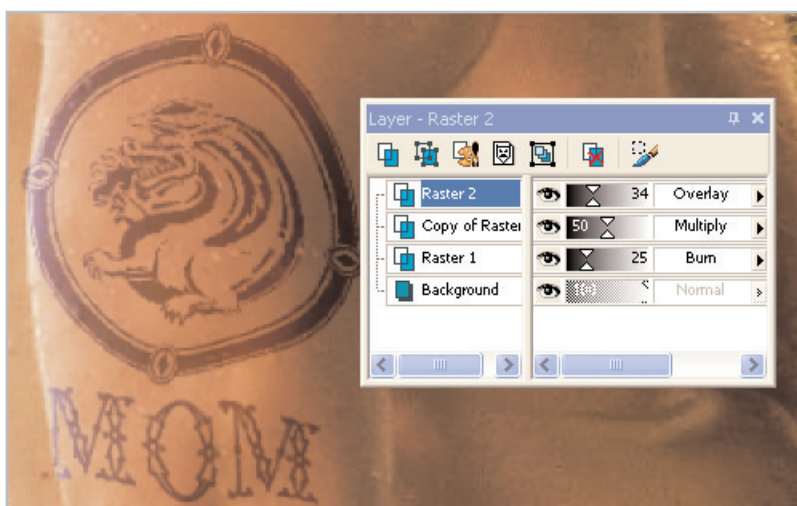 Layer - Raster 2
Raster 2 34 Overlay
Copy of Raster 50 Multiply
Raster 1 25 Burn
Background 100 Normal
MOM